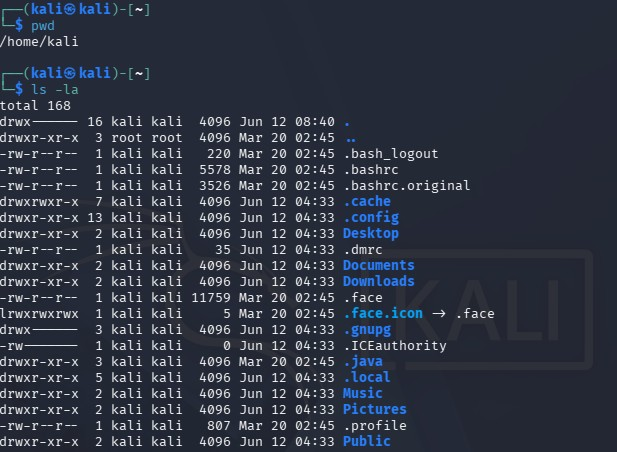 ┌──(kali㉿kali)-[~]
└─$ pwd
/home/kali
┌──(kali㉿kali)-[~]
└─$ ls -la
total 168
drwx------ 16 kali kali  4096 Jun 12 08:40 .
drwxr-xr-x  3 root root  4096 Mar 20 02:45 ..
-rw-r--r--  1 kali kali   220 Mar 20 02:45 .bash_logout
-rw-r--r--  1 kali kali  5578 Mar 20 02:45 .bashrc
-rw-r--r--  1 kali kali  3526 Mar 20 02:45 .bashrc.original
drwxrwxr-x  7 kali kali  4096 Jun 12 04:33 .cache
drwxr-xr-x 13 kali kali  4096 Jun 12 04:33 .config
drwxr-xr-x  2 kali kali  4096 Jun 12 04:33 Desktop
-rw-r--r--  1 kali kali    35 Jun 12 04:33 .dmrc
drwxr-xr-x  2 kali kali  4096 Jun 12 04:33 Documents
drwxr-xr-x  2 kali kali  4096 Jun 12 04:33 Downloads
-rw-r--r--  1 kali kali 11759 Mar 20 02:45 .face
lrwxrwxrwx  1 kali kali     5 Mar 20 02:45 .face.icon -> .face
drwx------  3 kali kali  4096 Jun 12 04:33 .gnupg
-rw-------  1 kali kali     0 Jun 12 04:33 .ICEauthority
drwxr-xr-x  3 kali kali  4096 Mar 20 02:45 .java
drwxr-xr-x  5 kali kali  4096 Jun 12 04:33 .local
drwxr-xr-x  2 kali kali  4096 Jun 12 04:33 Music
drwxr-xr-x  2 kali kali  4096 Jun 12 04:33 Pictures
-rw-r--r--  1 kali kali   807 Mar 20 02:45 .profile
drwxr-xr-x  2 kali kali  4096 Jun 12 04:33 Public
KALI